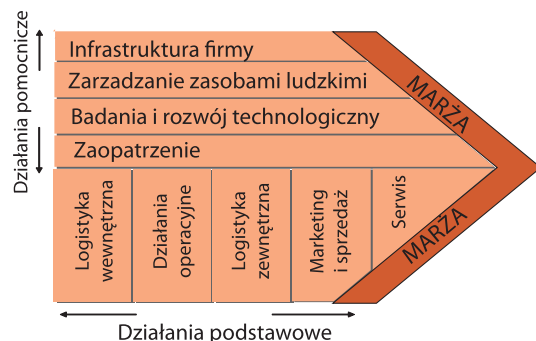 Działania pomocnicze
Infrastruktura firmy
Zarzadzanie zasobami ludzkimi
Badania i rozwój technologiczny
Zaopatrzenie
MARŻA
Logistyka
wewnętrzna
Działania
operacyjne
Logistyka
zewnętrzna
Marketing
i sprzedaż
Serwis
MARŻA
Działania podstawowe